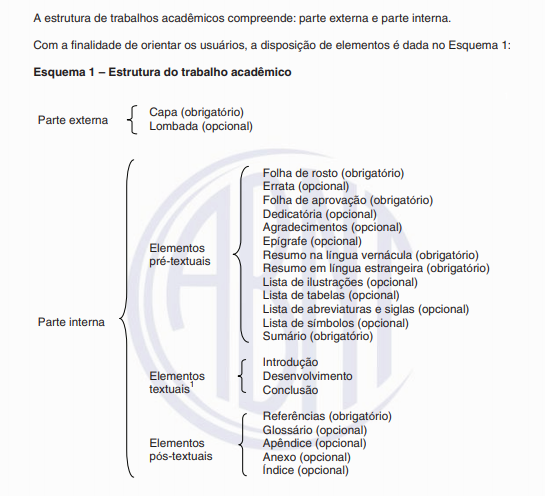 A estrutura de trabalhos acadêmicos compreende: parte externa e parte interna.
Com a finalidade de orientar os usuários, a disposição de elementos é dada no Esquema 1:
Esquema 1 – Estrutura do trabalho acadêmico
Parte externa
Capa (obrigatório)
Lombada (opcional)
Parte interna
Elementos
pré-textuais
Folha de rosto (obrigatório)
Errata (opcional)
Folha de aprovação (obrigatório)
Dedicatória (opcional)
Agradecimentos (opcional)
Epígrafe (opcional)
Resumo na língua vernácula (obrigatório)
Resumo em língua estrangeira (obrigatório)
Lista de ilustrações (opcional)
Lista de tabelas (opcional)
Lista de abreviaturas e siglas (opcional)
Lista de símbolos (opcional)
Sumário (obrigatório)
Elementos
textuais¹
Introdução
Desenvolvimento
Conclusão
Elementos
pós-textuais
Referências (obrigatório)
Glossário (opcional)
Apêndice (opcional)
Anexo (opcional)
Índice (opcional)
ABNT